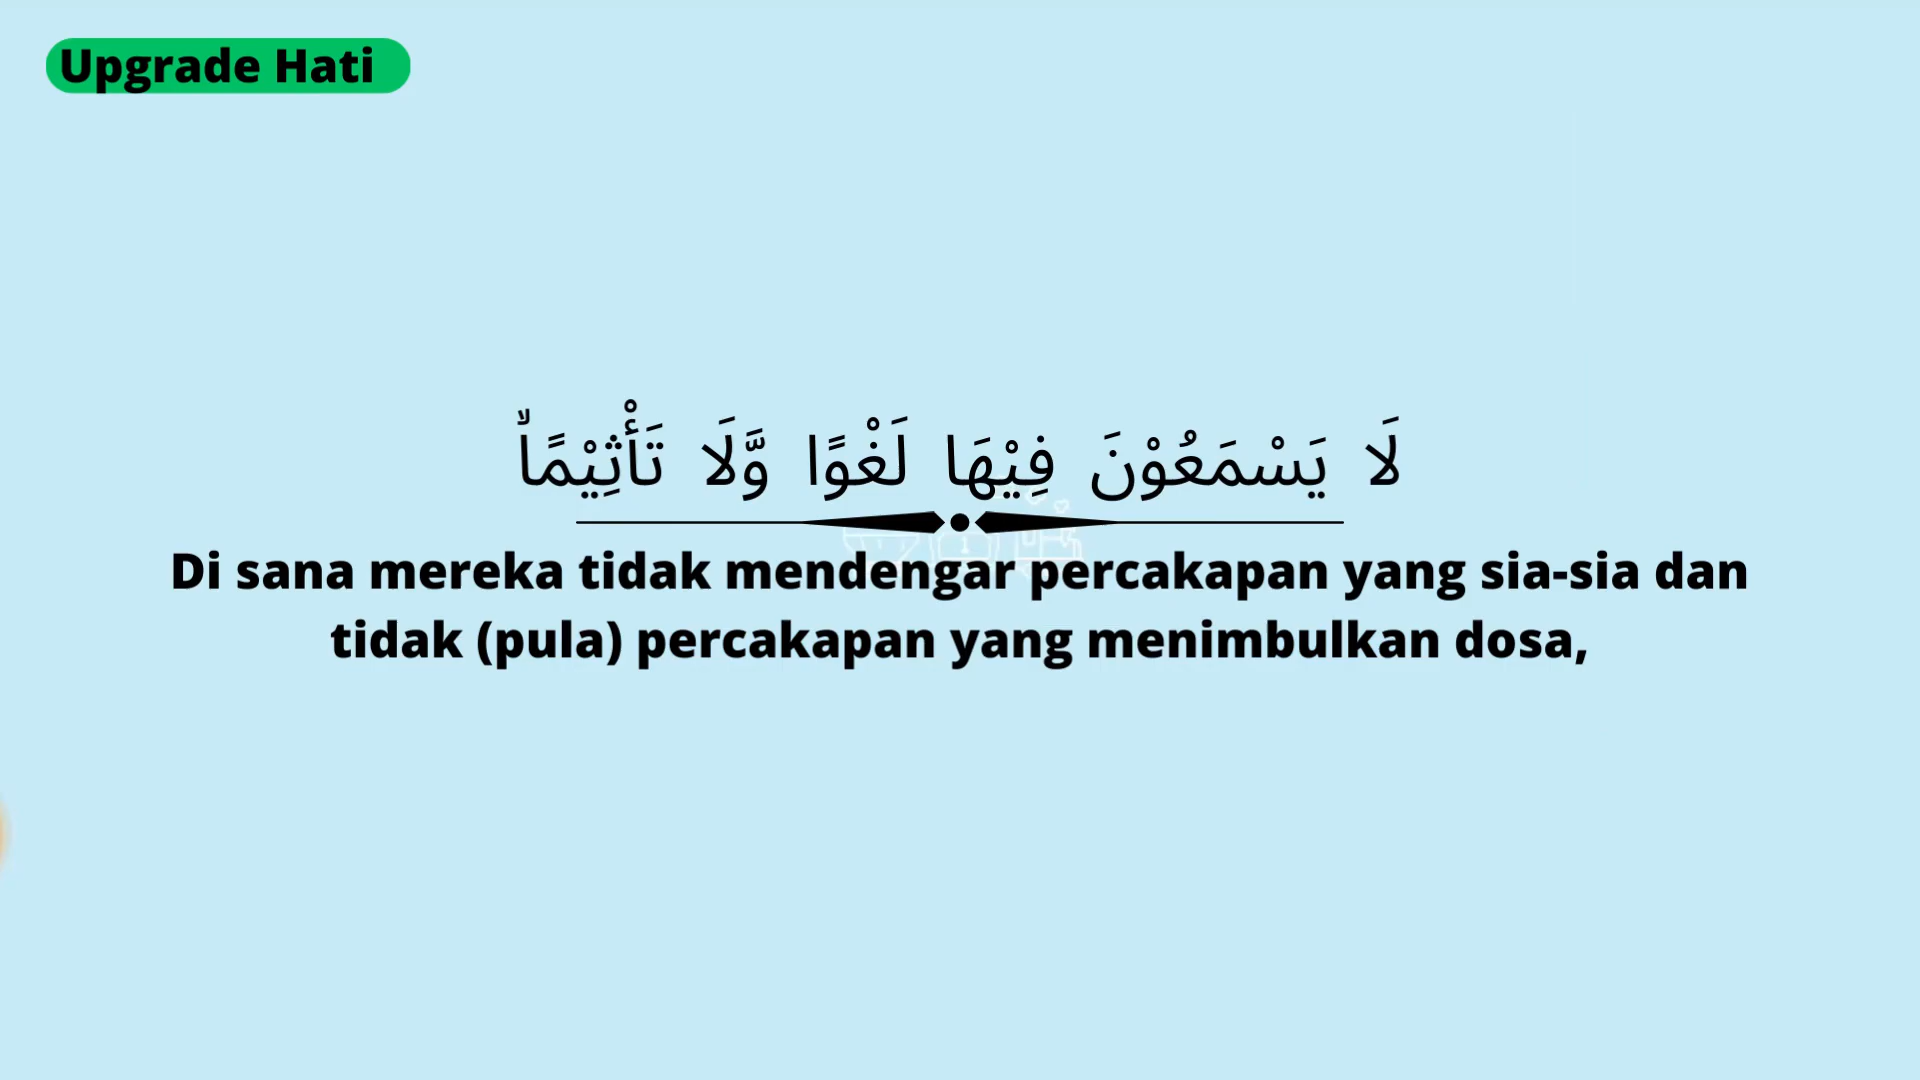 Upgrade Hati
لَا يَسْمَعُوْنَ فِيْهَا لَغْوًا وَّلَا تَأْثِيْمًاۙ
Di sana mereka tidak mendengar percakapan yang sia-sia dan
tidak (pula) percakapan yang menimbulkan dosa,